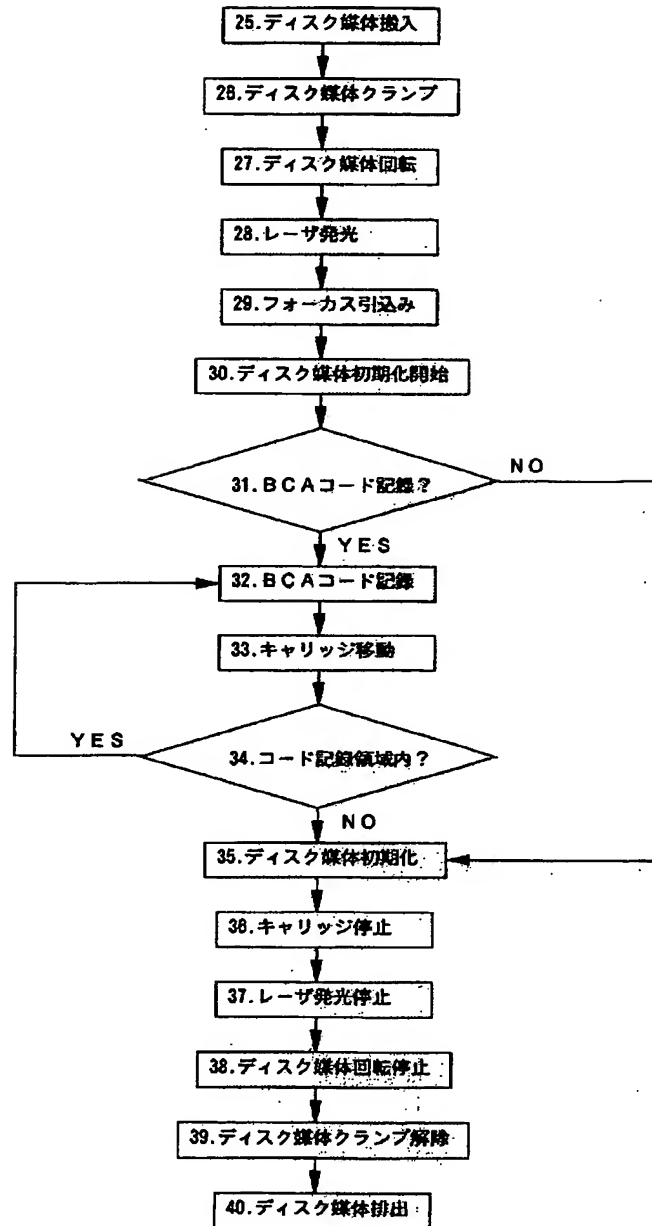 25.ディスク媒体搬入
26.ディスク媒体クランプ
27.ディスク媒体回転
28.レーザ発光
29.フォーカス引込み
30.ディスク媒体初期化開始
31.BCAコード記録?
NO
YES
32.BCAコード記録
33.キャリッジ移動
YES
34.コード記録領域内?
NO
35.ディスク媒体初期化
36.キャリッジ停止
37.レーザ発光停止
38.ディスク媒体回転停止
39.ディスク媒体クランプ解除
40.ディスク媒体排出